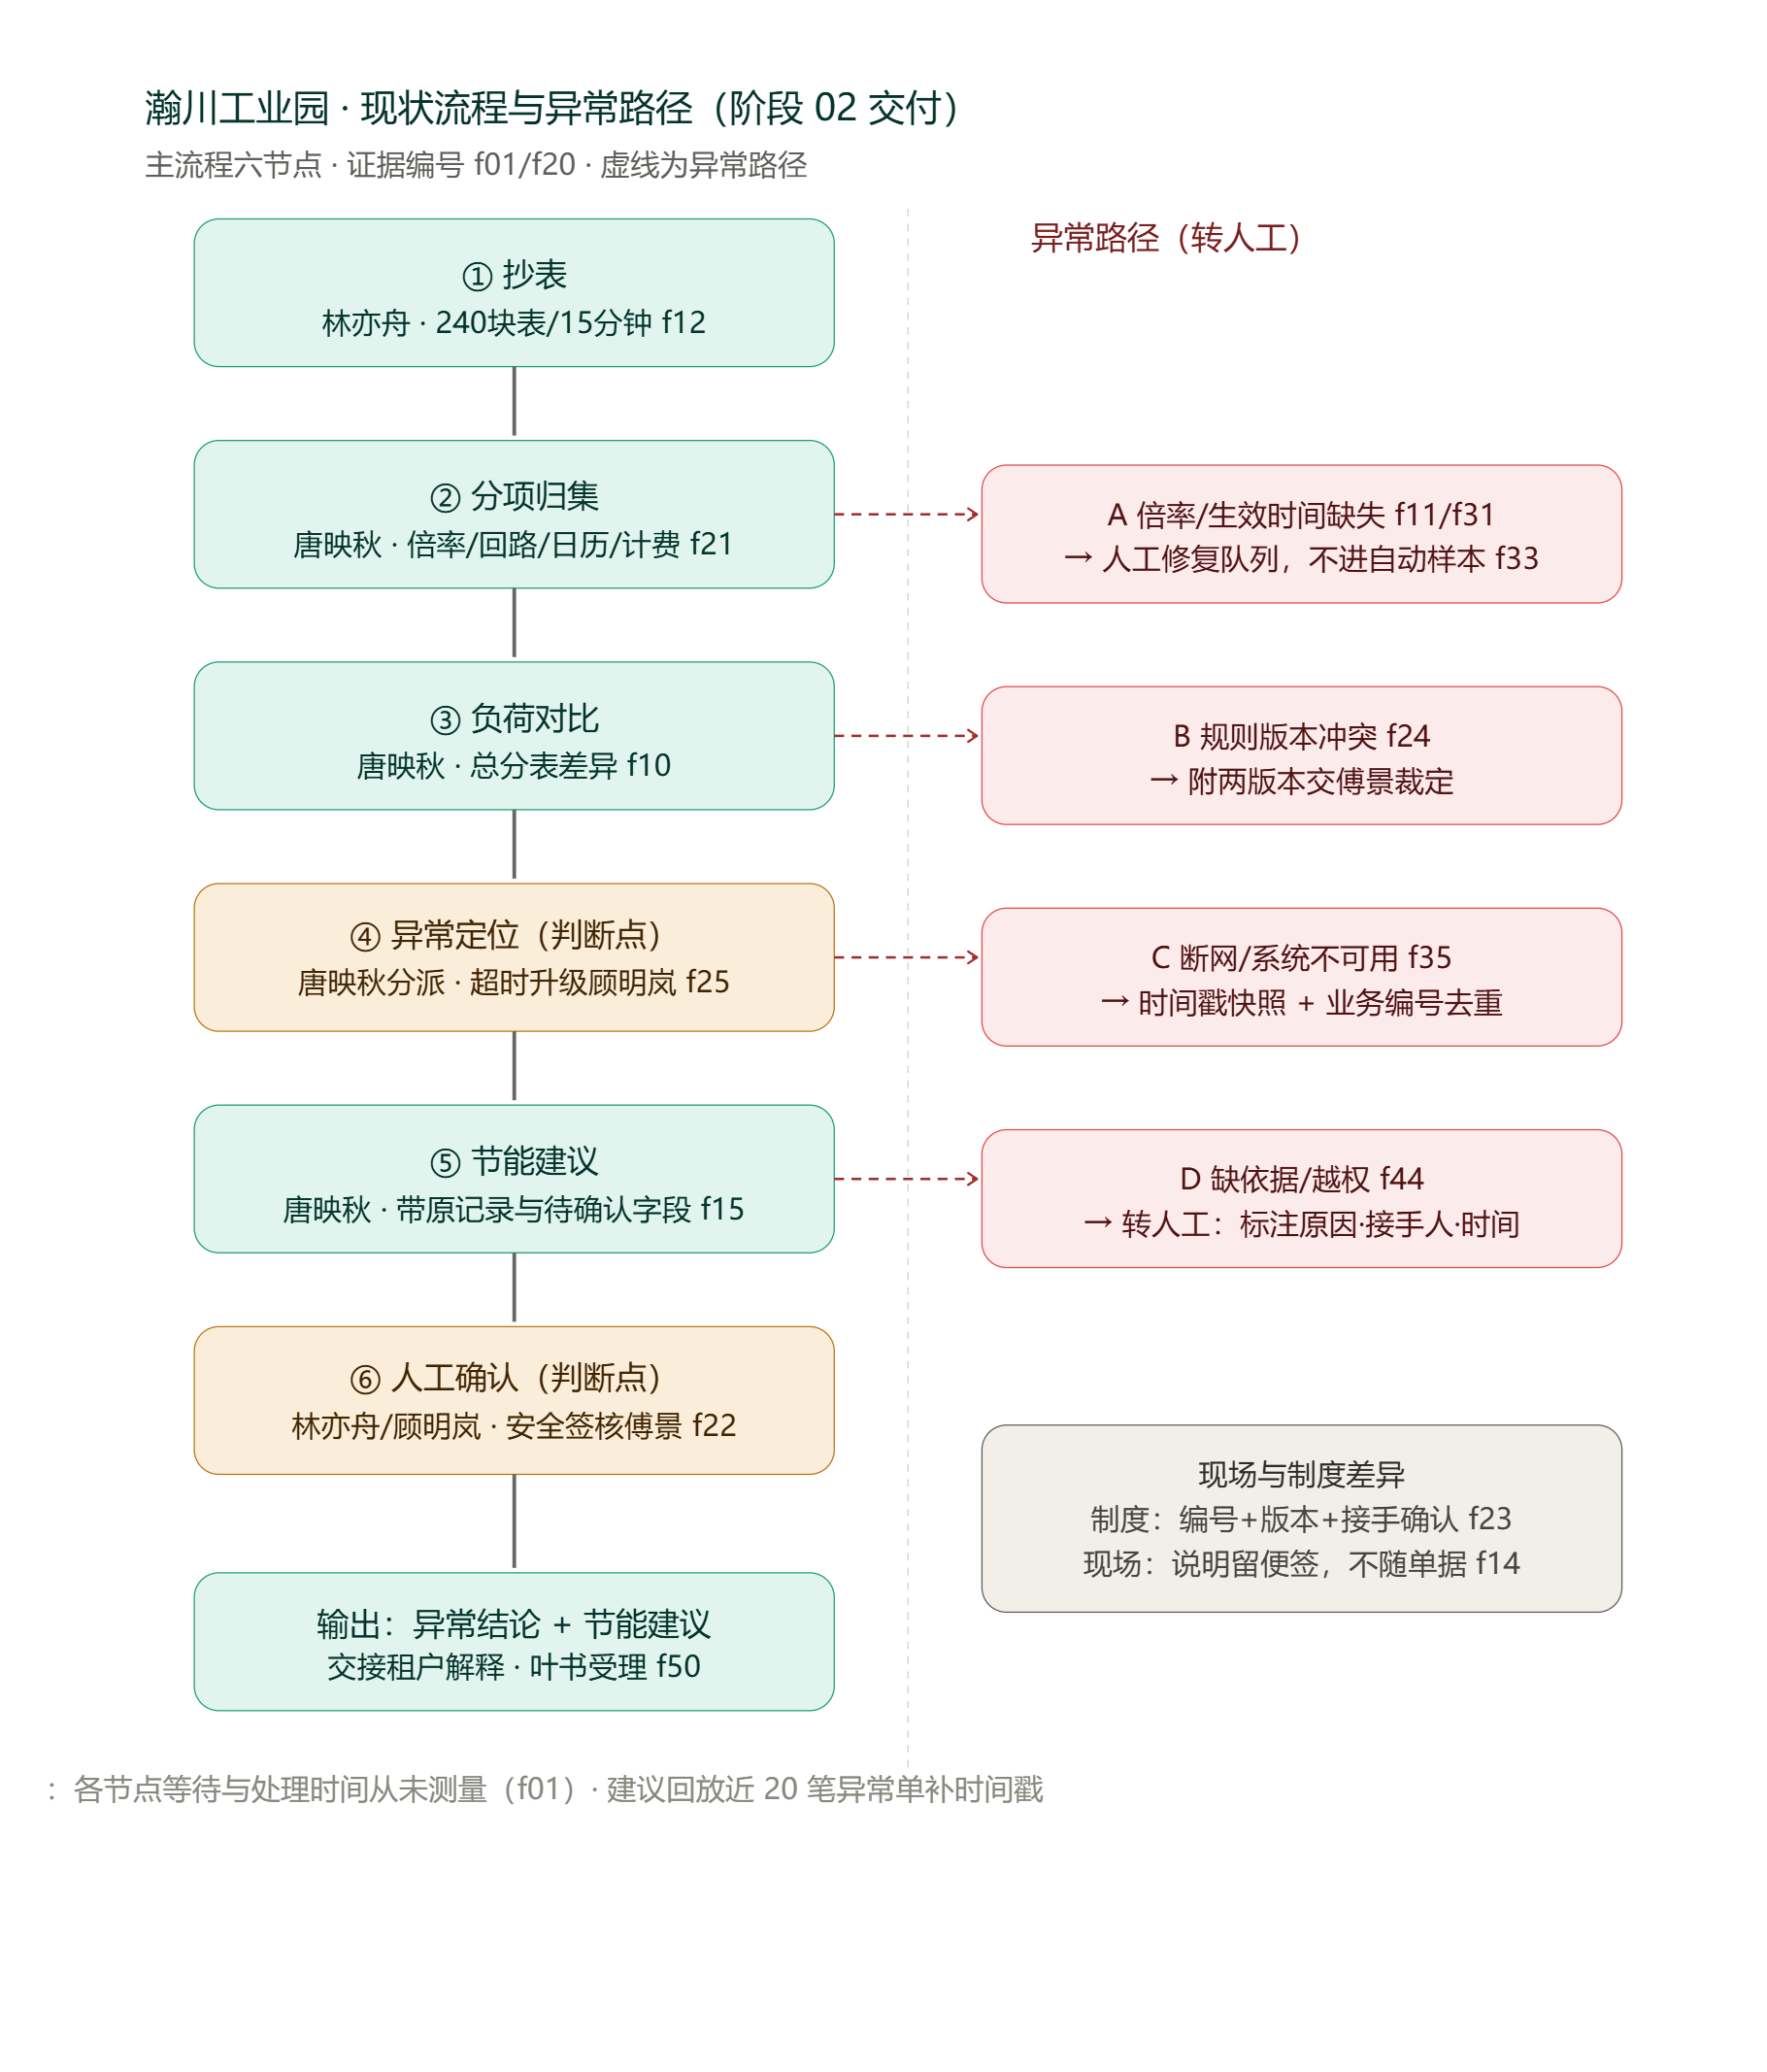 瀚川工业园 · 现状流程与异常路径（阶段 02 交付）
主流程六节点 · 证据编号 f01/f20 · 虚线为异常路径
异常路径（转人工）
① 抄表
林亦舟 · 240块表/15分钟 f12
② 分项归集
唐映秋 · 倍率/回路/日历/计费 f21
A 倍率/生效时间缺失 f11/f31
→ 人工修复队列，不进自动样本 f33
③ 负荷对比
唐映秋 · 总分表差异 f10
B 规则版本冲突 f24
→ 附两版本交傅景裁定
④ 异常定位（判断点）
唐映秋分派 · 超时升级顾明岚 f25
C 断网/系统不可用 f35
→ 时间戳快照 + 业务编号去重
⑤ 节能建议
唐映秋 · 带原记录与待确认字段 f15
D 缺依据/越权 f44
→ 转人工：标注原因·接手人·时间
⑥ 人工确认（判断点）
林亦舟/顾明岚 · 安全签核傅景 f22
现场与制度差异
制度：编号+版本+接手确认 f23
现场：说明留便签，不随单据 f14
输出：异常结论 + 节能建议
交接租户解释 · 叶书受理 f50
：各节点等待与处理时间从未测量（f01）· 建议回放近 20 笔异常单补时间戳